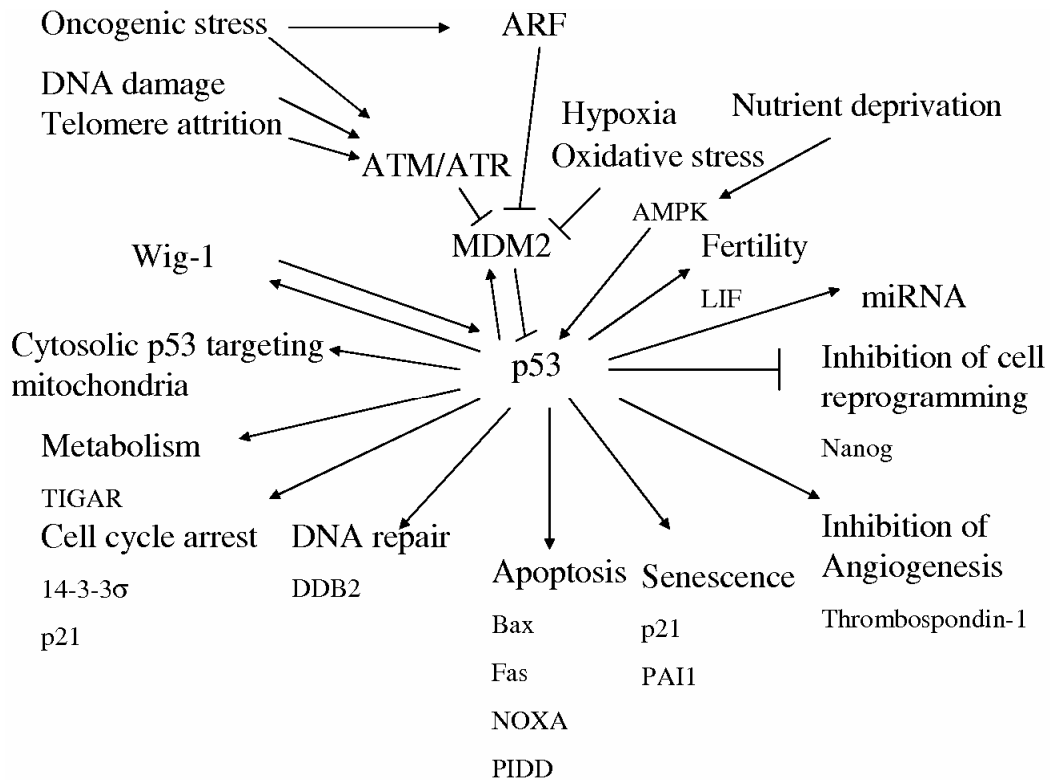 Oncogenic stress
ARF
DNA damage
Telomere attrition
Hypoxia
Oxidative stress
Nutrient deprivation
ATM/ATR
AMPK
MDM2
Fertility
Wig-1
LIF
miRNA
Cytosolic p53 targeting
mitochondria
p53
Inhibition of cell
reprogramming
Nanog
Metabolism
TIGAR
Cell cycle arrest
14-3-3σ
p21
DNA repair
DDB2
Apoptosis
Bax
Fas
NOXA
PIDD
Senescence
p21
PAI1
Inhibition of
Angiogenesis
Thrombospondin-1